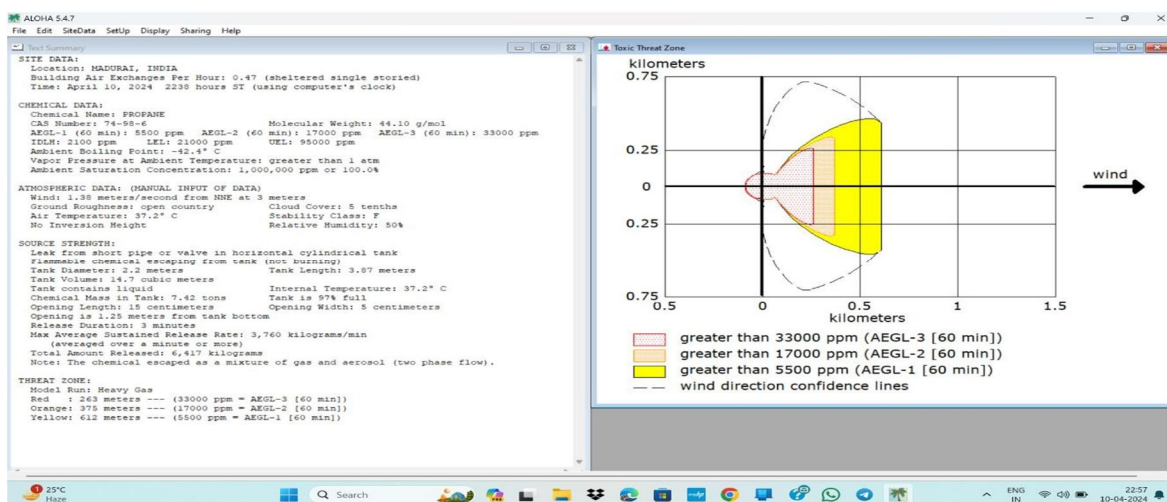 ALOHA 5.4.7
File Edit SiteData SetUp Display Sharing Help
Text Summary
SITE DATA:
Location: MADURAI, INDIA
Building Air Exchanges Per Hour: 0.47 (sheltered single storied)
Time: April 10, 2024 2238 hours ST (using computer's clock)
CHEMICAL DATA:
Chemical Name: PROPANE
CAS Number: 74-98-6 Molecular Weight: 44.10 g/mol
AEGL-1 (60 min): 5500 ppm AEGL-2 (60 min): 17000 ppm AEGL-3 (60 min): 33000 ppm
IDLH: 2100 ppm LEL: 21000 ppm UEL: 95000 ppm
Ambient Boiling Point: -42.4° C
Vapor Pressure at Ambient Temperature: greater than 1 atm
Ambient Saturation Concentration: 1,000,000 ppm or 100.0%
ATMOSPHERIC DATA: (MANUAL INPUT OF DATA)
Wind: 1.38 meters/second from NNE at 3 meters
Ground Roughness: open country Cloud Cover: 5 tenths
Air Temperature: 37.2° C Stability Class: F
No Inversion Height Relative Humidity: 50%
SOURCE STRENGTH:
Leak from short pipe or valve in horizontal cylindrical tank
Flammable chemical escaping from tank (not burning)
Tank Diameter: 2.2 meters Tank Length: 3.87 meters
Tank Volume: 14.7 cubic meters
Tank contains liquid Internal Temperature: 37.2° C
Chemical Mass in Tank: 7.42 tons Tank is 97% full
Opening Length: 15 centimeters Opening Width: 5 centimeters
Opening is 1.25 meters from tank bottom
Release Duration: 3 minutes
Max Average Sustained Release Rate: 3,760 kilograms/min
(averaged over a minute or more)
Total Amount Released: 6,417 kilograms
Note: The chemical escaped as a mixture of gas and aerosol (two phase flow).
THREAT ZONE:
Model Run: Heavy Gas
Red : 263 meters --- (33000 ppm = AEGL-3 [60 min])
Orange: 375 meters --- (17000 ppm = AEGL-2 [60 min])
Yellow: 612 meters --- (5500 ppm = AEGL-1 [60 min])
Toxic Threat Zone
kilometers
0.75
0.25
0
0.25
0.75
0.5 0 0.5 1 1.5
kilometers
wind
greater than 33000 ppm (AEGL-3 [60 min])
greater than 17000 ppm (AEGL-2 [60 min])
greater than 5500 ppm (AEGL-1 [60 min])
wind direction confidence lines
25°C
Haze
Search
ENG
IN
22:57
10-04-2024